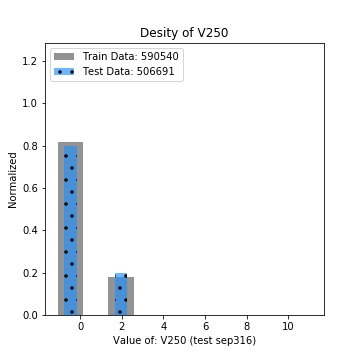 Desity of V250
Train Data: 590540
Test Data: 506691
Normalized
1.2
1.0
0.8
0.6
0.4
0.2
0.0
0 2 4 6 8 10
Value of: V250 (test sep316)